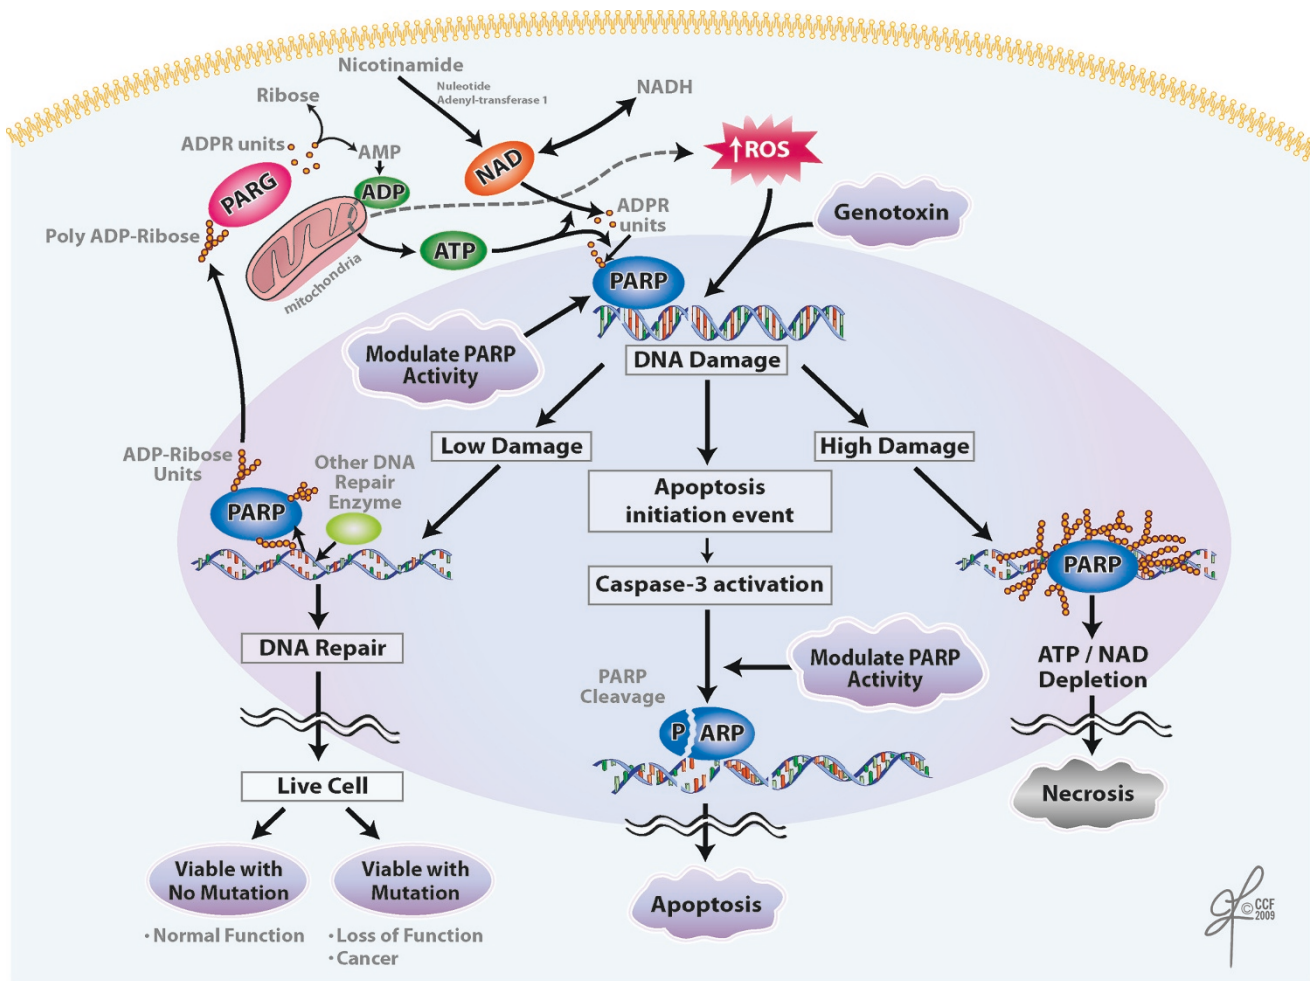 Nicotinamide
Nuleotide
Adenyl-transferase 1
NADH
Ribose
ADPR units
AMP
ADP
PARG
NAD
↑ROS
Genotoxin
Poly ADP-Ribose
mitochondria
ATP
ADPR
units
PARP
Modulate PARP
Activity
DNA Damage
Low Damage
High Damage
ADP-Ribose
Units
Other DNA
Repair
Enzyme
PARP
Apoptosis
initiation event
PARP
Caspase-3 activation
DNA Repair
Modulate PARP
Activity
ATP / NAD
Depletion
PARP
Cleavage
P ARP
Live Cell
Necrosis
Viable with
No Mutation
Viable with
Mutation
Apoptosis
• Normal Function
• Loss of Function
• Cancer
© CCF
2009